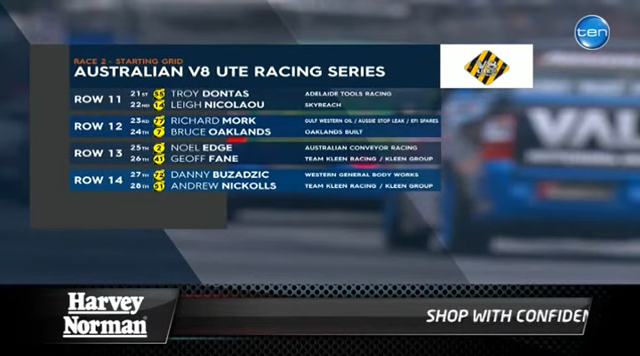 ten
RACE 2 - STARTING GRID
AUSTRALIAN V8 UTE RACING SERIES
V8
ROW 11
21ST TROY DONTAS ADELAIDE TOOLS RACING
22ND LEIGH NICOLAOU SKYREACH
ROW 12
23RD RICHARD MORK GULF WESTERN OIL / AUSSIE STOP LEAK / EFI SPARES
24TH 7 BRUCE OAKLANDS OAKLANDS BUILT
ROW 13
25TH NOEL EDGE AUSTRALIAN CONVEYOR RACING
26TH GEOFF FANE TEAM KLEEN RACING / KLEEN GROUP
ROW 14
27TH DANNY BUZADZIC WESTERN GENERAL BODY WORKS
28TH ANDREW NICKOLLS TEAM KLEEN RACING / KLEEN GROUP
Harvey
Norman
SHOP WITH CONFIDEN